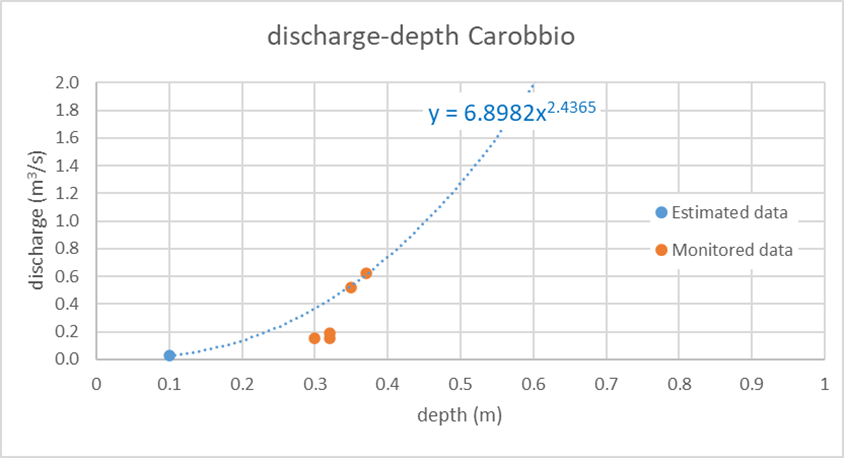 discharge-depth Carobbio
2.0
1.8
y = 6.8982x^2.4365
1.6
1.4
1.2
1.0
0.8
0.6
0.4
0.2
0.0
discharge (m³/s)
Estimated data
Monitored data
0 0.1 0.2 0.3 0.4 0.5 0.6 0.7 0.8 0.9 1
depth (m)